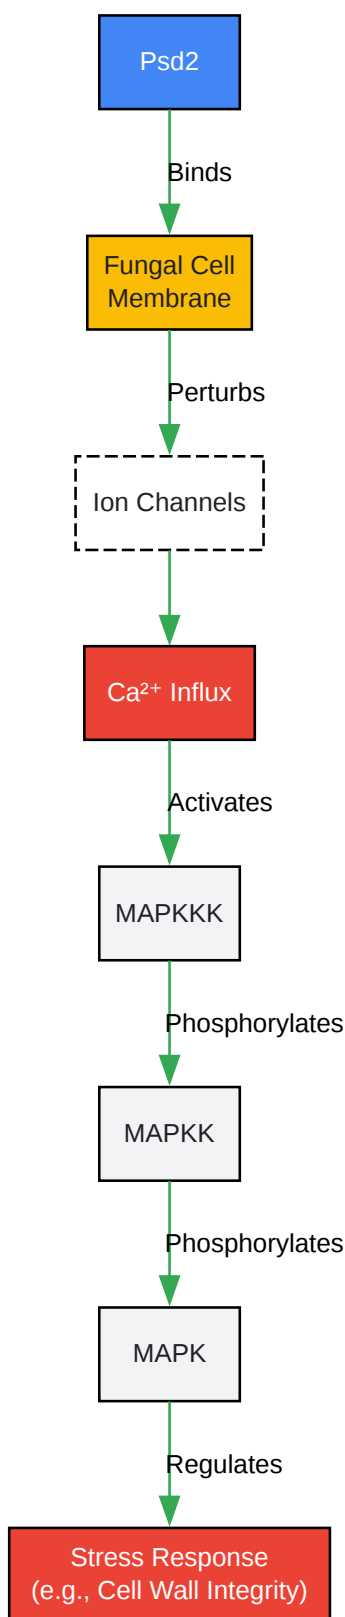 Psd2
Binds
Fungal Cell
Membrane
Perturbs
Ion Channels
Ca²⁺ Influx
Activates
MAPKKK
Phosphorylates
MAPKK
Phosphorylates
MAPK
Regulates
Stress Response
(e.g., Cell Wall Integrity)